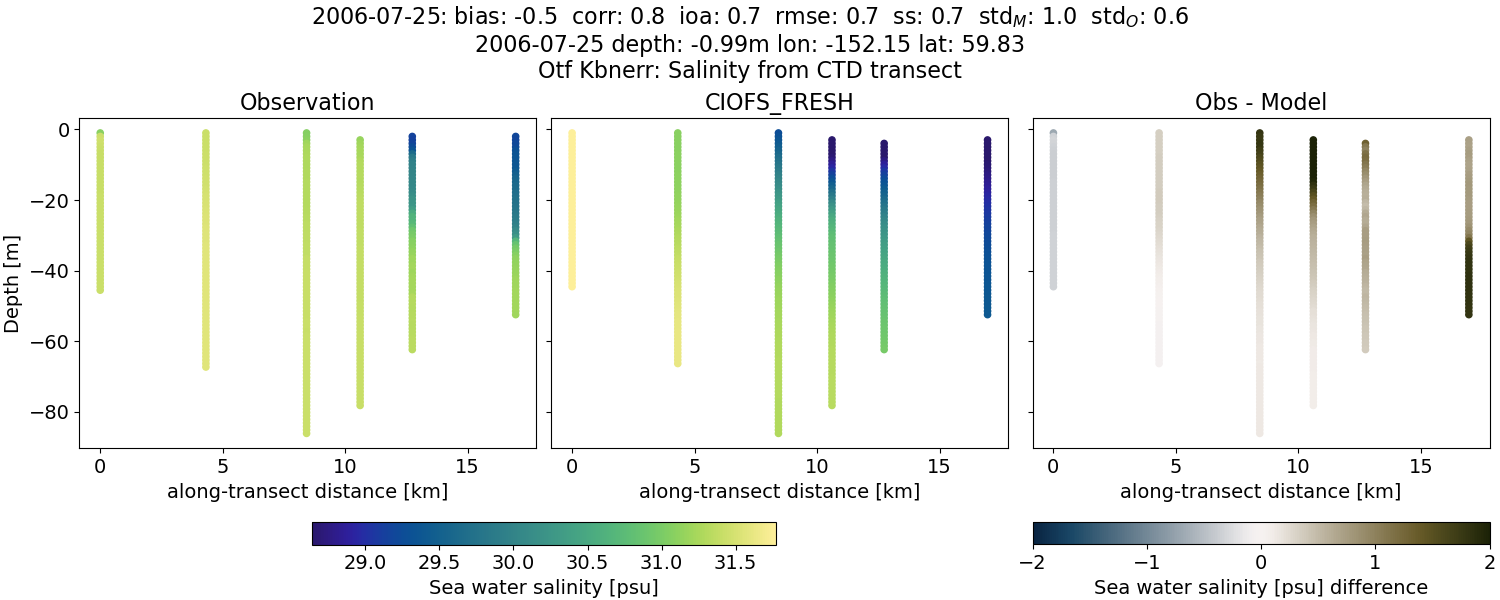 2006-07-25: bias: -0.5  corr: 0.8  ioa: 0.7  rmse: 0.7  ss: 0.7  std_M: 1.0  std_O: 0.6
2006-07-25 depth: -0.99m lon: -152.15 lat: 59.83
Otf Kbnerr: Salinity from CTD transect
Observation
CIOFS_FRESH
Obs - Model
Depth [m]
0
−20
−40
−60
−80
0 5 10 15
0 5 10 15
0 5 10 15
along-transect distance [km]
along-transect distance [km]
along-transect distance [km]
29.0 29.5 30.0 30.5 31.0 31.5
Sea water salinity [psu]
−2 −1 0 1 2
Sea water salinity [psu] difference